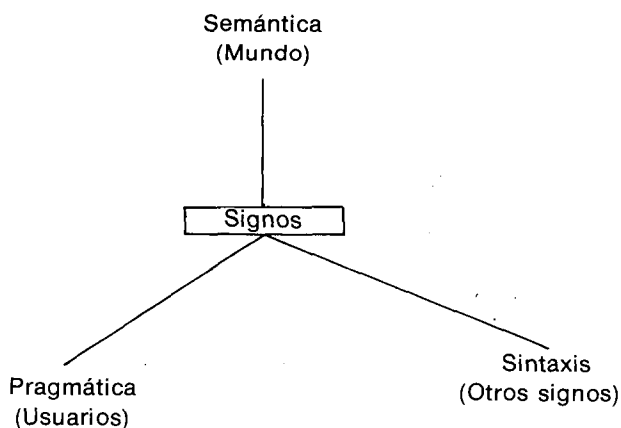 Semántica
(Mundo)
Signos
Pragmática
(Usuarios)
Sintaxis
(Otros signos)